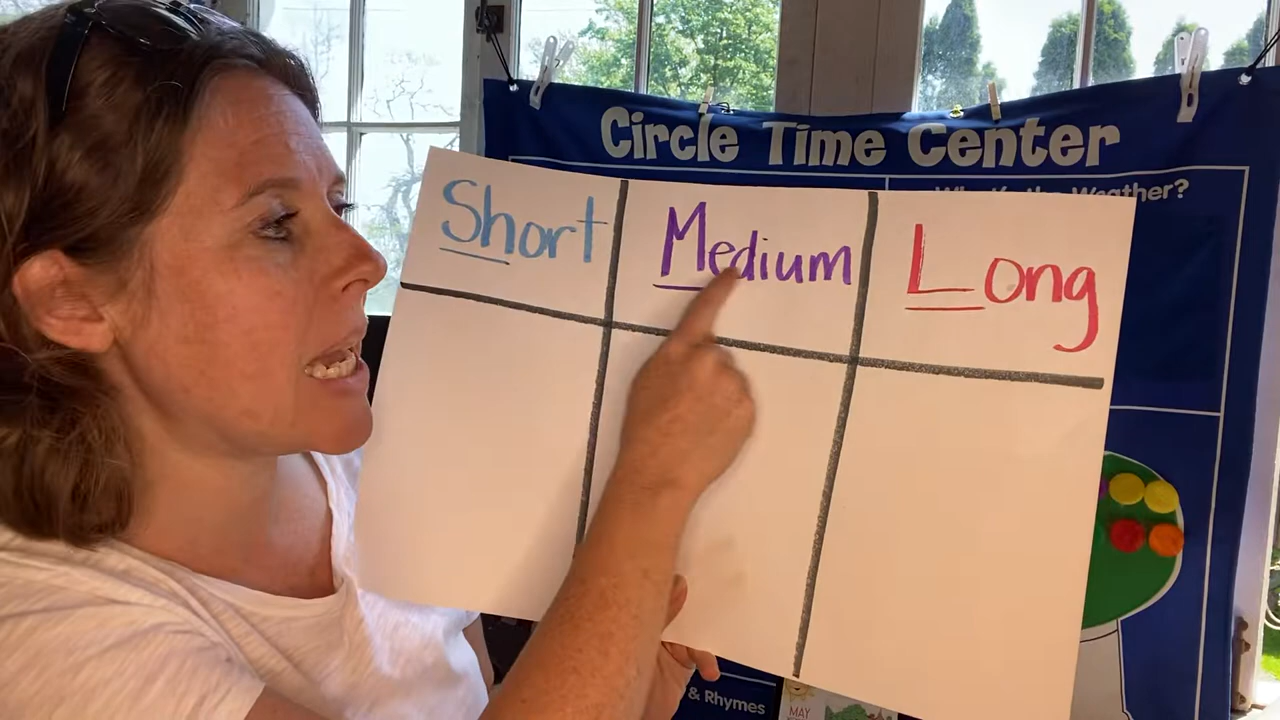 Circle Time Center
What's the Weather?
Short Medium Long
& Rhymes
MAY